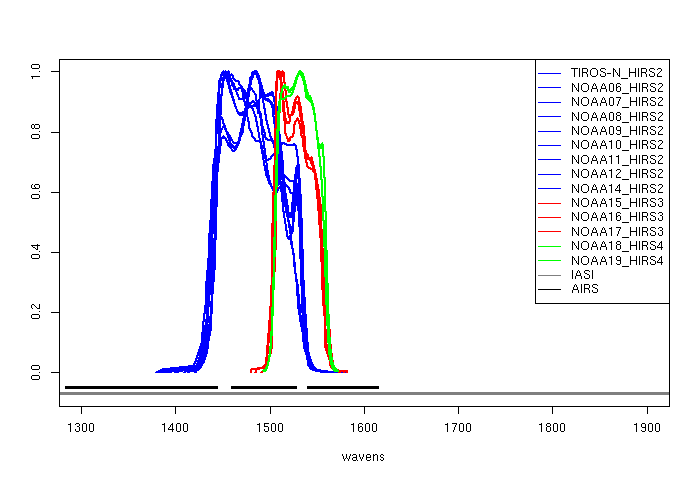 TIROS-N_HIRS2
NOAA06_HIRS2
NOAA07_HIRS2
NOAA08_HIRS2
NOAA09_HIRS2
NOAA10_HIRS2
NOAA11_HIRS2
NOAA12_HIRS2
NOAA14_HIRS2
NOAA15_HIRS3
NOAA16_HIRS3
NOAA17_HIRS3
NOAA18_HIRS4
NOAA19_HIRS4
IASI
AIRS
1.0
0.8
0.6
0.4
0.2
0.0
1300 1400 1500 1600 1700 1800 1900
wavens